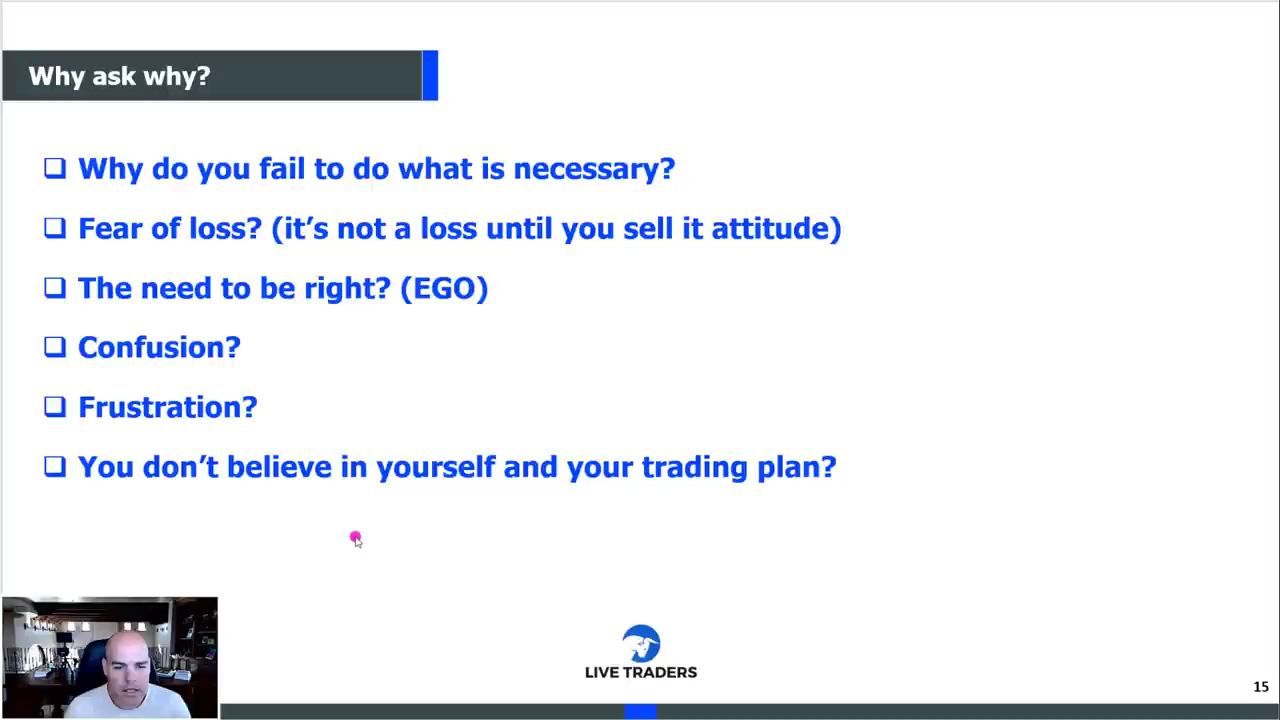 Why ask why?
Why do you fail to do what is necessary?
Fear of loss? (it’s not a loss until you sell it attitude)
The need to be right? (EGO)
Confusion?
Frustration?
You don’t believe in yourself and your trading plan?
LIVE TRADERS
15